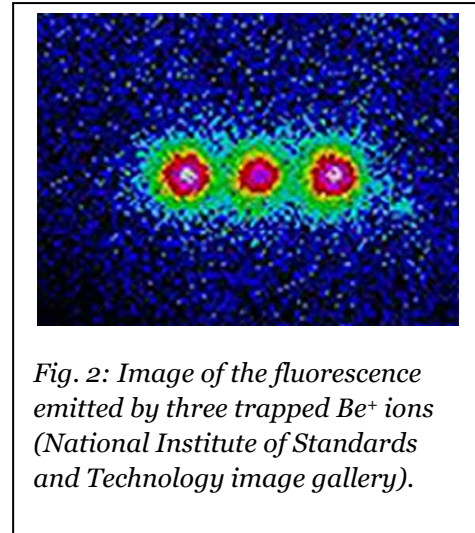 Fig. 2: Image of the fluorescence
emitted by three trapped Be⁺ ions
(National Institute of Standards
and Technology image gallery).